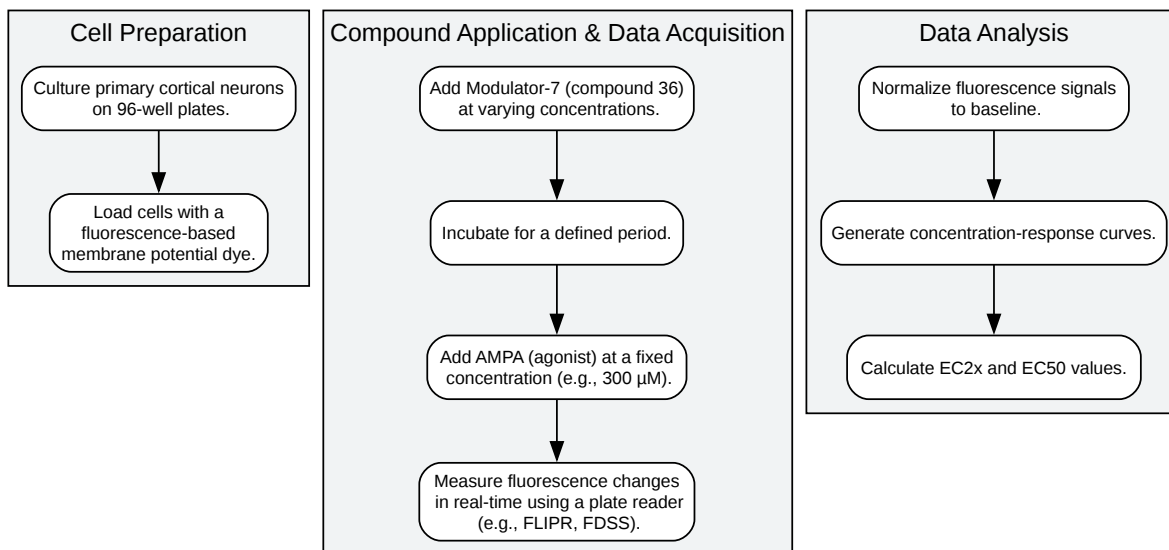 Cell Preparation
Culture primary cortical neurons
on 96-well plates.
Load cells with a
fluorescence-based
membrane potential dye.
Compound Application & Data Acquisition
Add Modulator-7 (compound 36)
at varying concentrations.
Incubate for a defined period.
Add AMPA (agonist) at a fixed
concentration (e.g., 300 µM).
Measure fluorescence changes
in real-time using a plate reader
(e.g., FLIPR, FDSS).
Data Analysis
Normalize fluorescence signals
to baseline.
Generate concentration-response curves.
Calculate EC2x and EC50 values.